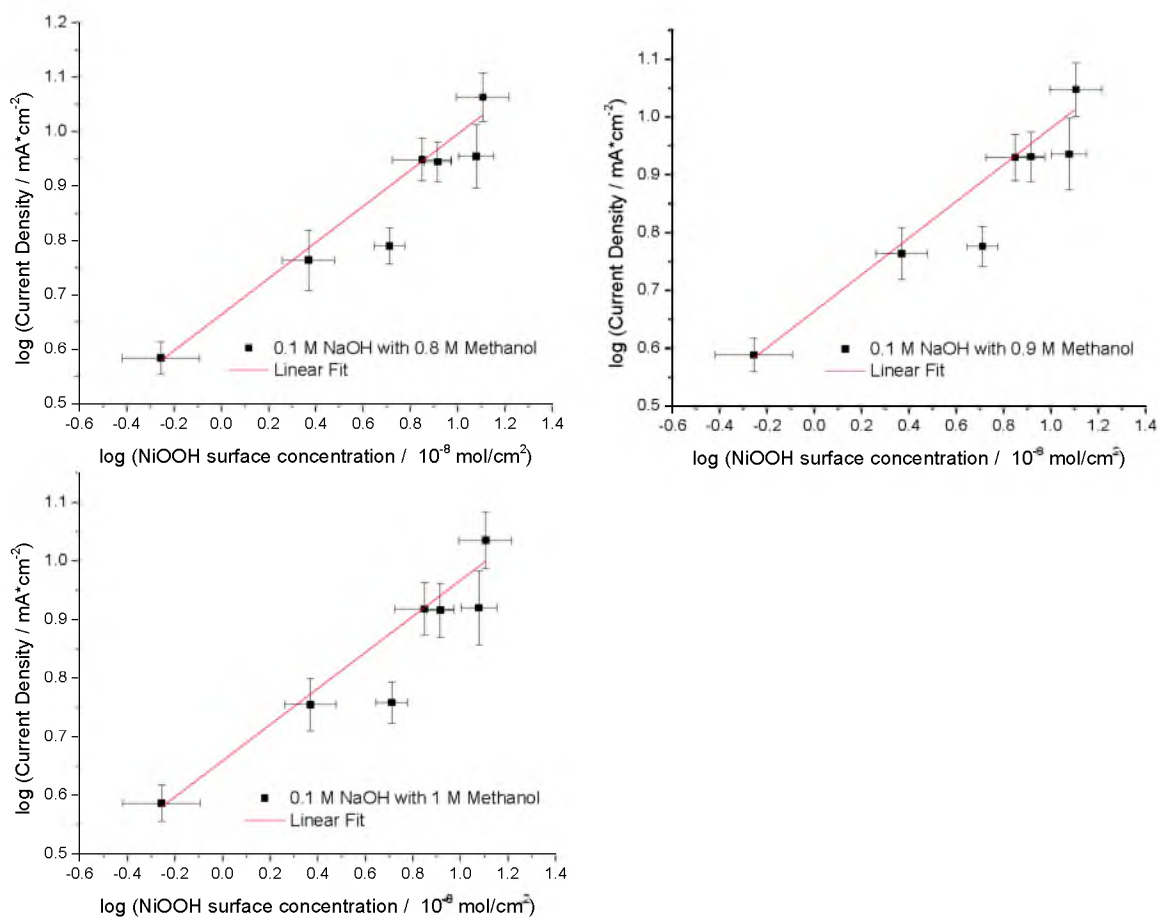 1.2
1.1
1.0
0.9
0.8
0.7
0.6
0.5
log (Current Density / mA*cm-2)
0.1 M NaOH with 0.8 M Methanol
Linear Fit
-0.6 -0.4 -0.2 0.0 0.2 0.4 0.6 0.8 1.0 1.2 1.4
log (NiOOH surface concentration / 10-8 mol/cm2)
1.1
1.0
0.9
0.8
0.7
0.6
0.5
log (Current Density / mA*cm-2)
0.1 M NaOH with 0.9 M Methanol
Linear Fit
-0.6 -0.4 -0.2 0.0 0.2 0.4 0.6 0.8 1.0 1.2 1.4
log (NiOOH surface concentration / 10-8 mol/cm2)
1.1
1.0
0.9
0.8
0.7
0.6
0.5
log (Current Density / mA*cm-2)
0.1 M NaOH with 1 M Methanol
Linear Fit
-0.6 -0.4 -0.2 0.0 0.2 0.4 0.6 0.8 1.0 1.2 1.4
log (NiOOH surface concentration / 10-8 mol/cm2)